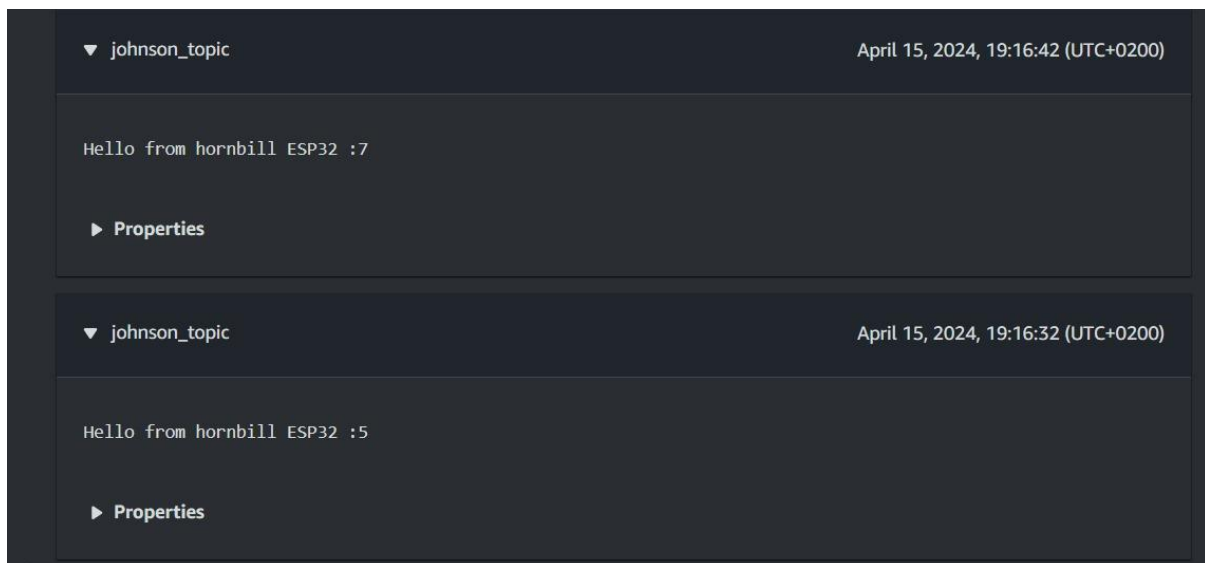 johnson_topic April 15, 2024, 19:16:42 (UTC+0200)
Hello from hornbill ESP32 :7
Properties
johnson_topic April 15, 2024, 19:16:32 (UTC+0200)
Hello from hornbill ESP32 :5
Properties